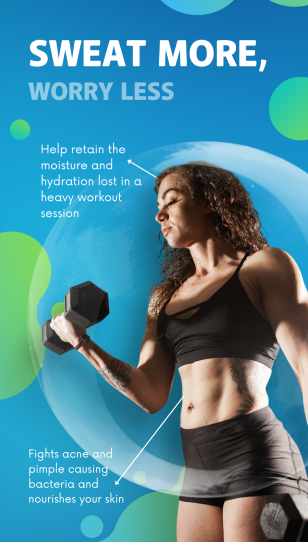 SWEAT MORE,
WORRY LESS
Help retain the
moisture and
hydration lost in a
heavy workout
session
Fights acne and
pimple causing
bacteria and
nourishes your skin